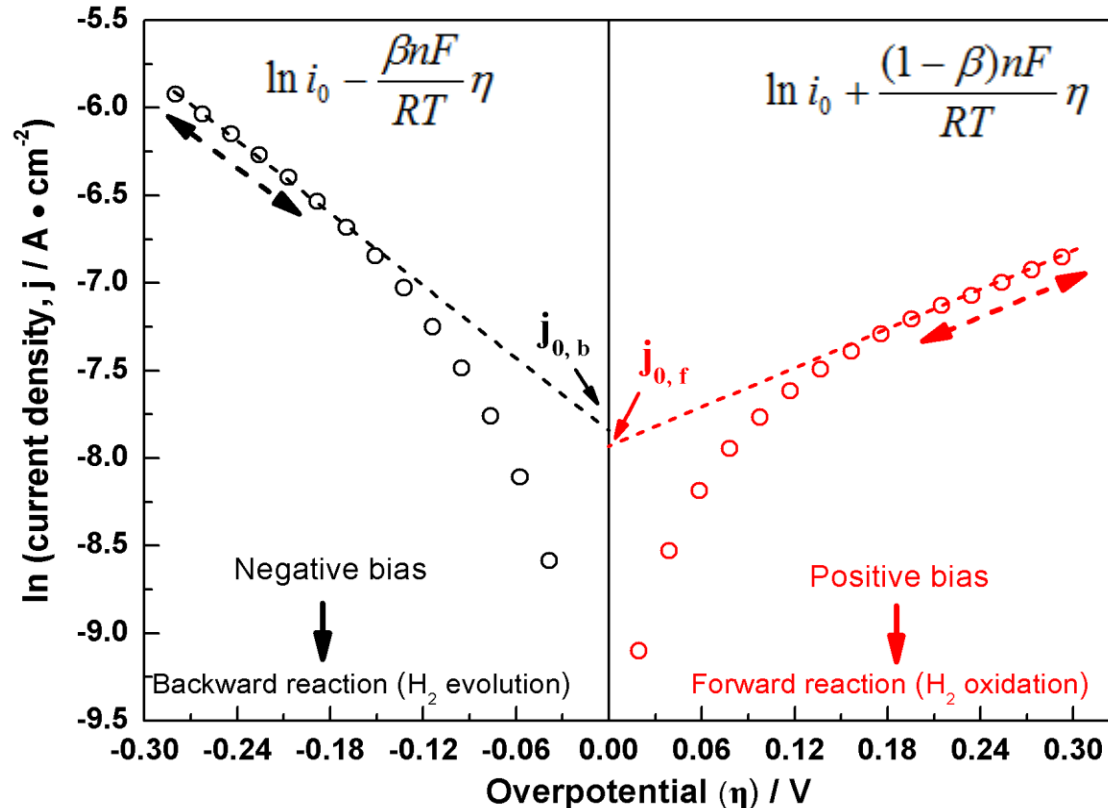 ln (current density, j / A • cm-2)
-5.5
-6.0
-6.5
-7.0
-7.5
-8.0
-8.5
-9.0
-9.5
ln i0 − βnF/RT η
ln i0 + (1 − β)nF/RT η
j0, b
j0, f
Negative bias
Backward reaction (H2 evolution)
Positive bias
Forward reaction (H2 oxidation)
-0.30 -0.24 -0.18 -0.12 -0.06 0.00 0.06 0.12 0.18 0.24 0.30
Overpotential (η) / V